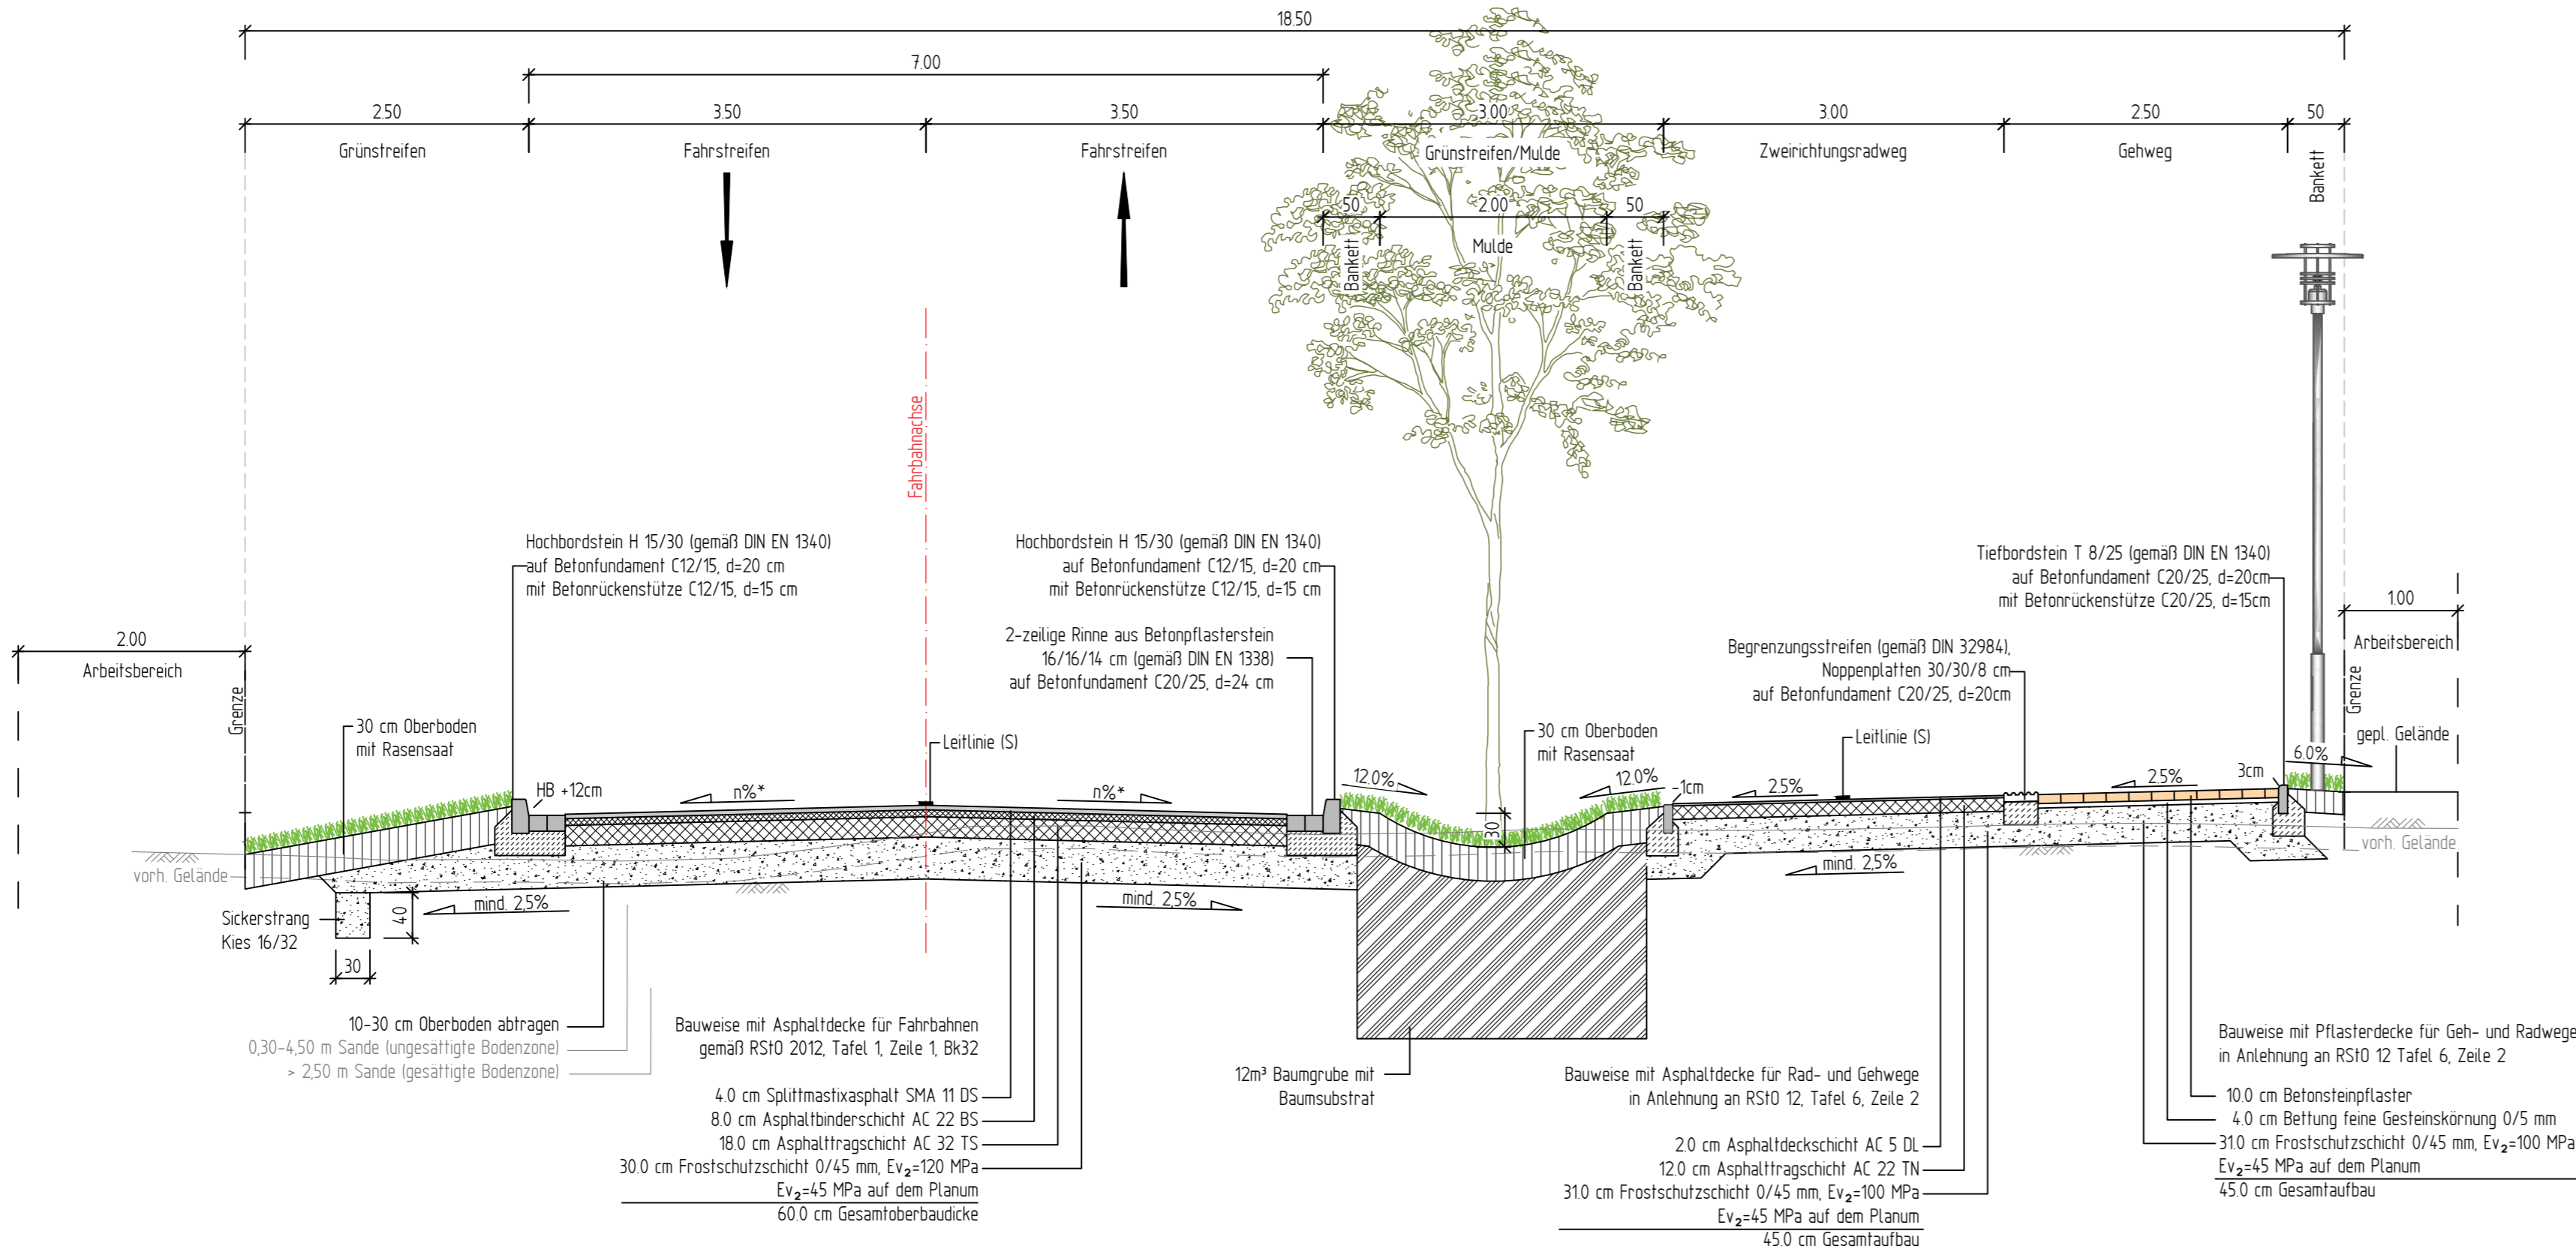 18.50
7.00
2.50
3.50
3.50
3.00
3.00
2.50
50
Grünstreifen
Fahrstreifen
Fahrstreifen
Grünstreifen/Mulde
Zweirichtungsradweg
Gehweg
Bankett
50
2.00
50
Bankett
Mulde
Bankett
Fahrbahnachse
Hochbordstein H 15/30 (gemäß DIN EN 1340)
auf Betonfundament C12/15, d=20 cm
mit Betonrückenstütze C12/15, d=15 cm
Hochbordstein H 15/30 (gemäß DIN EN 1340)
auf Betonfundament C12/15, d=20 cm
mit Betonrückenstütze C12/15, d=15 cm
2-zeilige Rinne aus Betonpflasterstein
16/16/14 cm (gemäß DIN EN 1338)
auf Betonfundament C20/25, d=24 cm
Tiefbordstein T 8/25 (gemäß DIN EN 1340)
auf Betonfundament C20/25, d=20cm
mit Betonrückenstütze C20/25, d=15cm
Begrenzungsstreifen (gemäß DIN 32984),
Noppenplatten 30/30/8 cm
auf Betonfundament C20/25, d=20cm
2.00
Arbeitsbereich
Grenze
1.00
Arbeitsbereich
Grenze
gepl. Gelände
30 cm Oberboden
mit Rasensaat
Leitlinie (S)
30 cm Oberboden
mit Rasensaat
Leitlinie (S)
HB +12cm
n%*
n%*
12.0%
12.0%
-1cm
2.5%
2.5%
3cm
6.0%
30
vorh. Gelände
vorh. Gelände
mind. 2,5%
mind. 2,5%
mind. 2,5%
Sickerstrang
Kies 16/32
40
30
10-30 cm Oberboden abtragen
0,30-4,50 m Sande (ungesättigte Bodenzone)
> 2,50 m Sande (gesättigte Bodenzone)
Bauweise mit Asphaltdecke für Fahrbahnen
gemäß RStO 2012, Tafel 1, Zeile 1, Bk32
4.0 cm Splittmastixasphalt SMA 11 DS
8.0 cm Asphaltbinderschicht AC 22 BS
18.0 cm Asphalttragschicht AC 32 TS
30.0 cm Frostschutzschicht 0/45 mm, Ev₂=120 MPa
Ev₂=45 MPa auf dem Planum
60.0 cm Gesamtoberbaudicke
12m³ Baumgrube mit
Baumsubstrat
Bauweise mit Asphaltdecke für Rad- und Gehwege
in Anlehnung an RStO 12, Tafel 6, Zeile 2
2.0 cm Asphaltdeckschicht AC 5 DL
12.0 cm Asphalttragschicht AC 22 TN
31.0 cm Frostschutzschicht 0/45 mm, Ev₂=100 MPa
Ev₂=45 MPa auf dem Planum
45.0 cm Gesamtaufbau
Bauweise mit Pflasterdecke für Geh- und Radwege
in Anlehnung an RStO 12 Tafel 6, Zeile 2
10.0 cm Betonsteinpflaster
4.0 cm Bettung feine Gesteinskörnung 0/5 mm
31.0 cm Frostschutzschicht 0/45 mm, Ev₂=100 MPa
Ev₂=45 MPa auf dem Planum
45.0 cm Gesamtaufbau